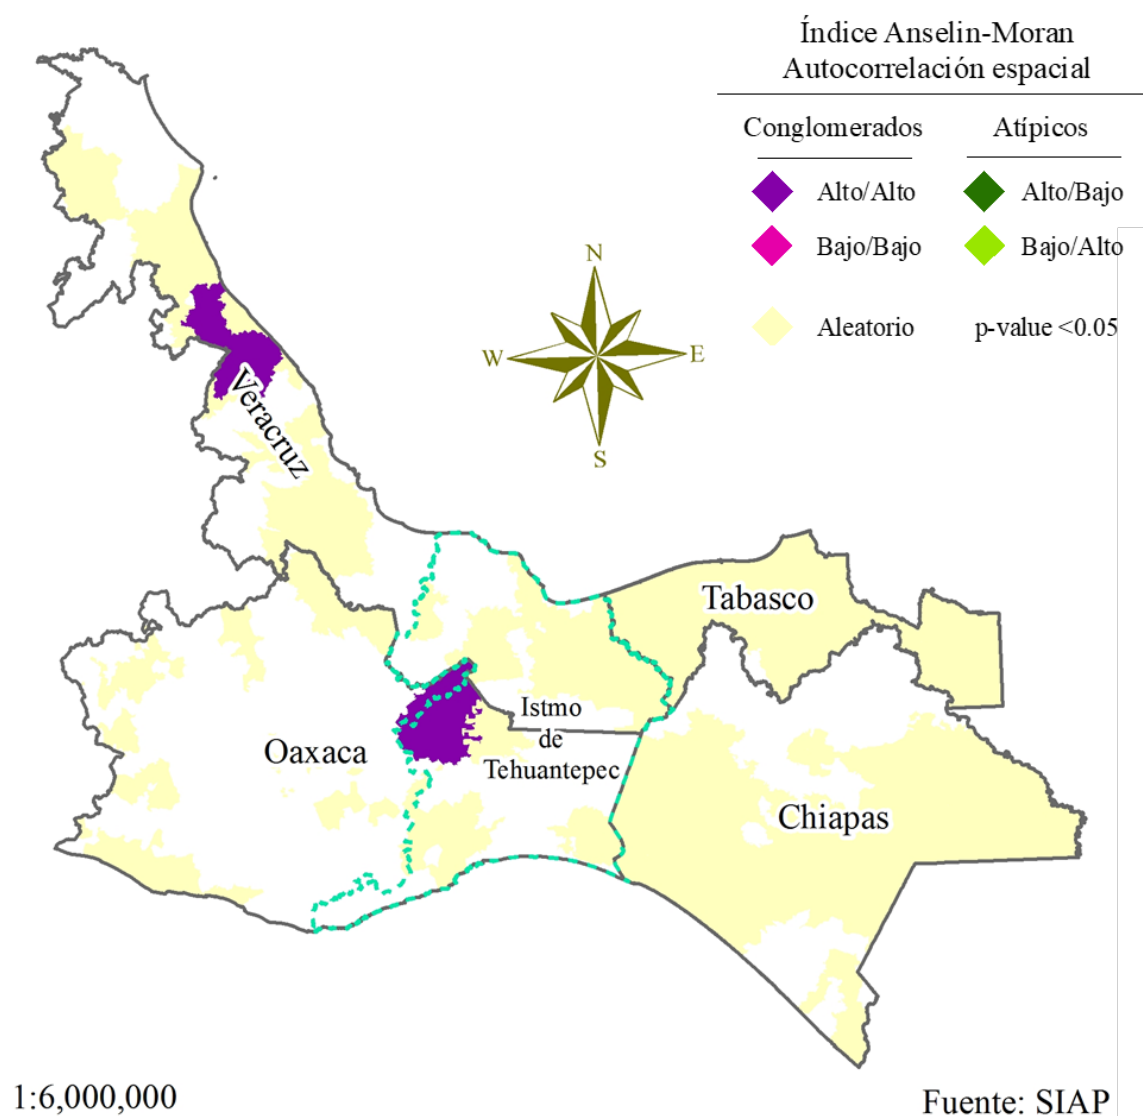 Índice Anselin-Moran
Autocorrelación espacial
Conglomerados
Atípicos
Alto/Alto
Alto/Bajo
Bajo/Bajo
Bajo/Alto
Aleatorio
p-value <0.05
N
W
E
S
Veracruz
Tabasco
Istmo
de
Tehuantepec
Oaxaca
Chiapas
1:6,000,000
Fuente: SIAP